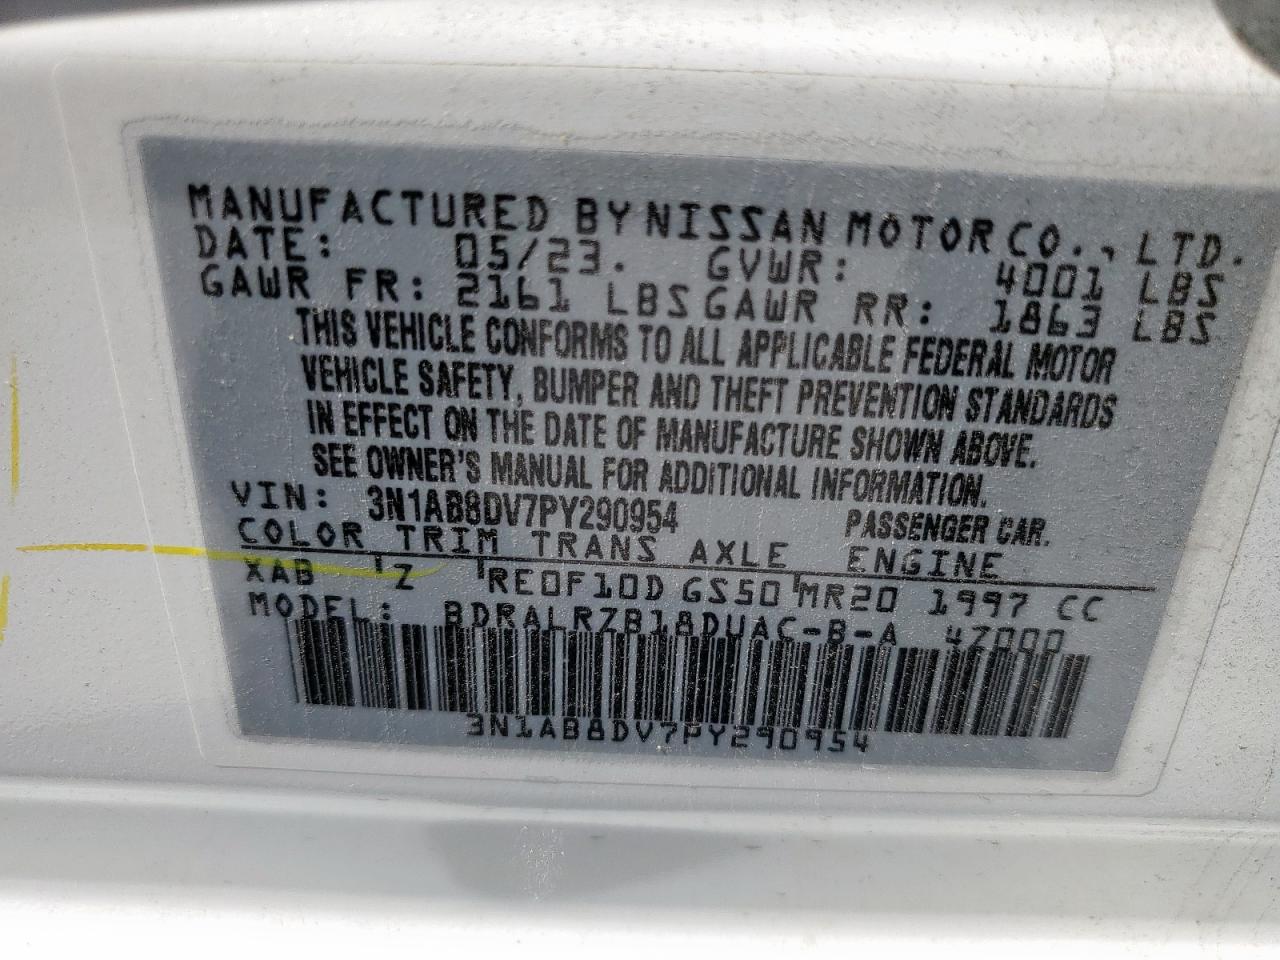 MANUFACTURED BY NISSAN MOTOR CO., LTD.
DATE: 05/23. GVWR: 4001 LBS
GAWR FR: 2161 LBS GAWR RR: 1863 LBS
THIS VEHICLE CONFORMS TO ALL APPLICABLE FEDERAL MOTOR
VEHICLE SAFETY, BUMPER AND THEFT PREVENTION STANDARDS
IN EFFECT ON THE DATE OF MANUFACTURE SHOWN ABOVE.
SEE OWNER'S MANUAL FOR ADDITIONAL INFORMATION.
VIN: 3N1AB8DV7PY290954 PASSENGER CAR.
COLOR TRIM TRANS AXLE ENGINE
XAB Z RE0F10D GS50 MR20 1997 CC
MODEL: BDRALRZB18DUAC-B-A 4Z000
3N1AB8DV7PY290954